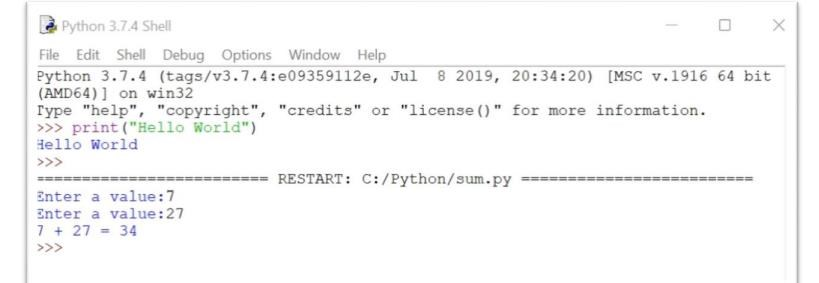 Python 3.7.4 Shell
File Edit Shell Debug Options Window Help
Python 3.7.4 (tags/v3.7.4:e09359112e, Jul  8 2019, 20:34:20) [MSC v.1916 64 bit
(AMD64)] on win32
Type "help", "copyright", "credits" or "license()" for more information.
>>> print("Hello World")
Hello World
>>>
========================= RESTART: C:/Python/sum.py =========================
Enter a value:7
Enter a value:27
7 + 27 = 34
>>>